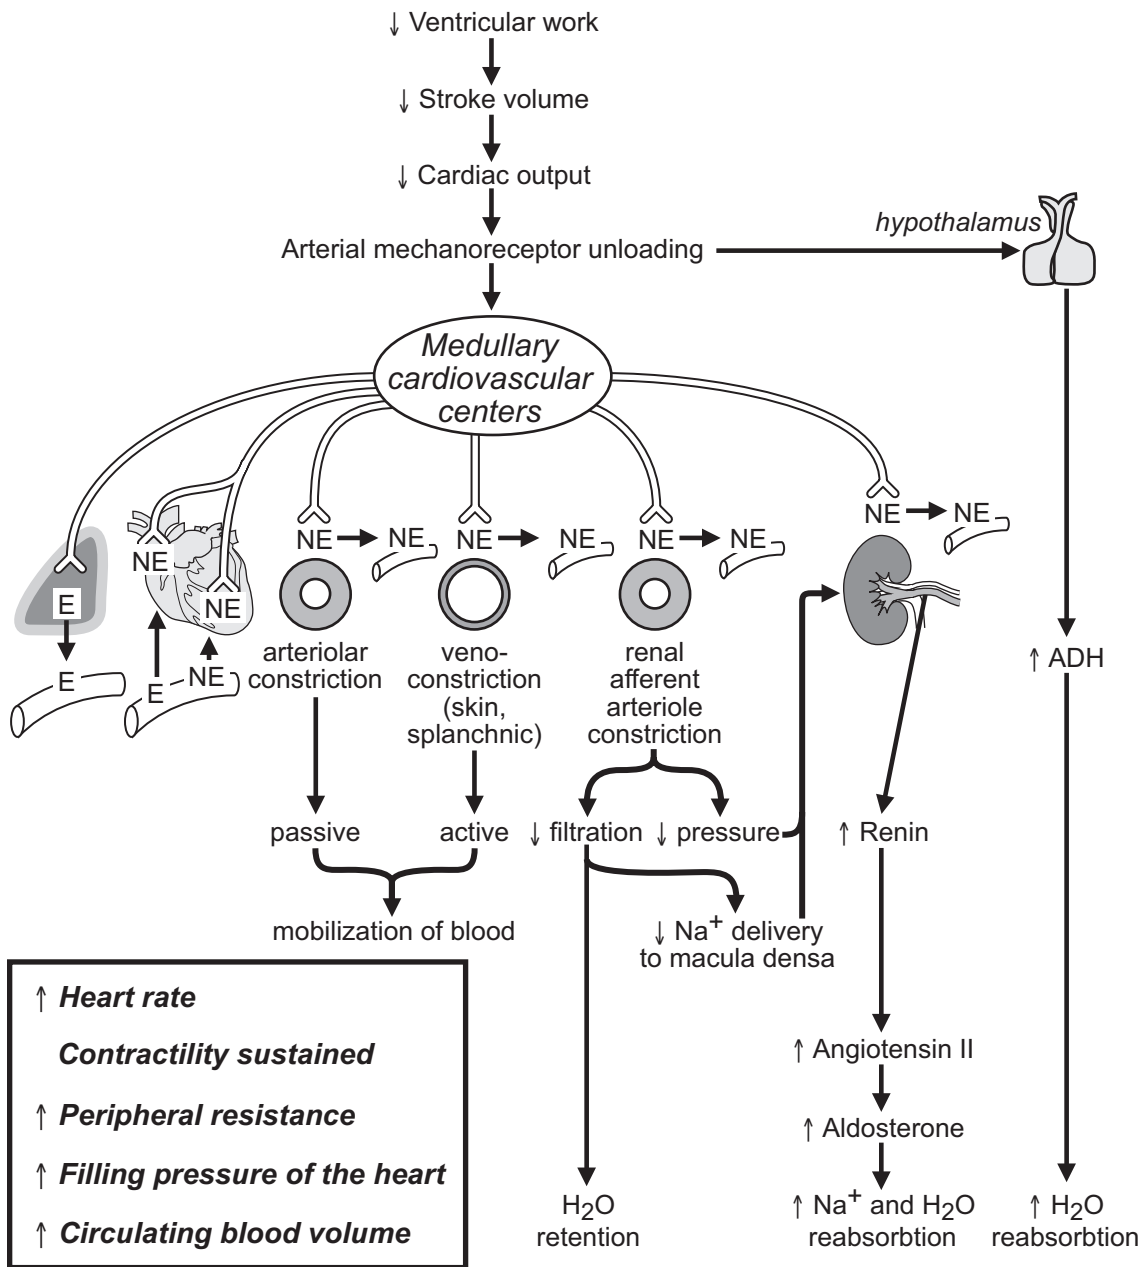 ↓ Ventricular work
↓ Stroke volume
↓ Cardiac output
Arterial mechanoreceptor unloading
hypothalamus
Medullary
cardiovascular
centers
E
E
NE
NE
E
NE
NE
NE
arteriolar
constriction
NE
NE
veno-
constriction
(skin,
splanchnic)
NE
NE
renal
afferent
arteriole
constriction
NE
NE
↑ ADH
passive
active
↓ filtration
↓ pressure
↑ Renin
mobilization of blood
↓ Na+ delivery
to macula densa
↑ Heart rate
Contractility sustained
↑ Peripheral resistance
↑ Filling pressure of the heart
↑ Circulating blood volume
↑ Angiotensin II
↑ Aldosterone
H2O
retention
↑ Na+ and H2O
reabsorbtion
↑ H2O
reabsorbtion